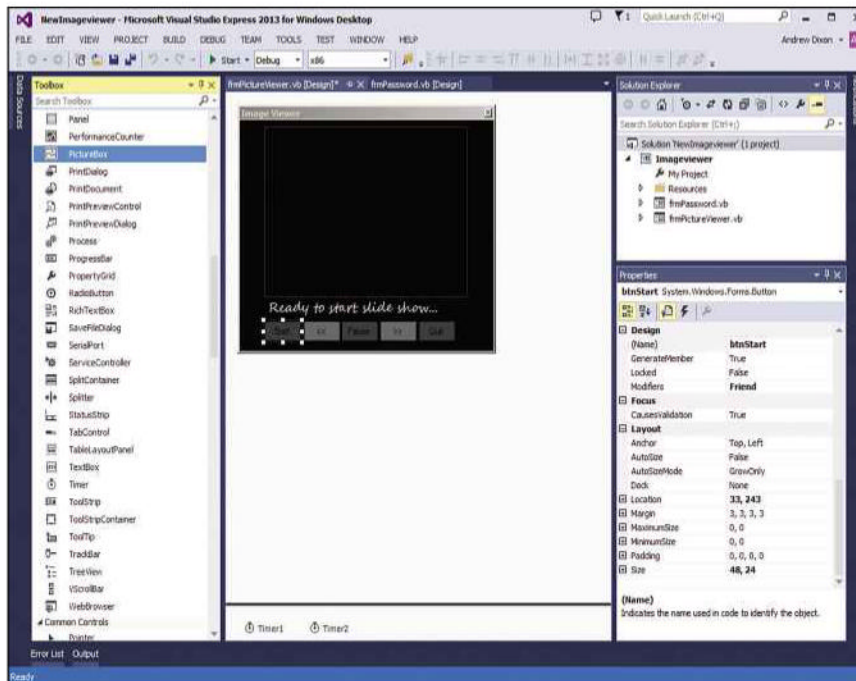 NewImageviewer - Microsoft Visual Studio Express 2013 for Windows Desktop
1
Quick Launch (Ctrl+Q)
FILE EDIT VIEW PROJECT BUILD DEBUG TEAM TOOLS TEST WINDOW HELP
Andrew Dixon
Start Debug x86
Data Sources
Toolbox
Search Toolbox
Panel
PerformanceCounter
PictureBox
PrintDialog
PrintDocument
PrintPreviewControl
PrintPreviewDialog
Process
ProgressBar
PropertyGrid
RadioButton
RichTextBox
SaveFileDialog
SerialPort
ServiceController
SplitContainer
Splitter
StatusStrip
TabControl
TableLayoutPanel
TextBox
Timer
ToolStrip
ToolStripContainer
ToolTip
TrackBar
TreeView
VScrollBar
WebBrowser
Common Controls
Pointer
frmPictureViewer.vb [Design]* frmPassword.vb [Design]
Image Viewer
Ready to start slide show...
Start << Pause >> Quit
Timer1 Timer2
Solution Explorer
Search Solution Explorer (Ctrl+;)
Solution 'NewImageviewer' (1 project)
Imageviewer
My Project
Resources
frmPassword.vb
frmPictureViewer.vb
Properties
btnStart System.Windows.Forms.Button
Design
(Name) btnStart
GenerateMember True
Locked False
Modifiers Friend
Focus
CausesValidation True
Layout
Anchor Top, Left
AutoSize False
AutoSizeMode GrowOnly
Dock None
Location 33, 243
Margin 3, 3, 3, 3
MaximumSize 0, 0
MinimumSize 0, 0
Padding 0, 0, 0, 0
Size 48, 24
(Name)
Indicates the name used in code to identify the object.
Error List Output
Ready